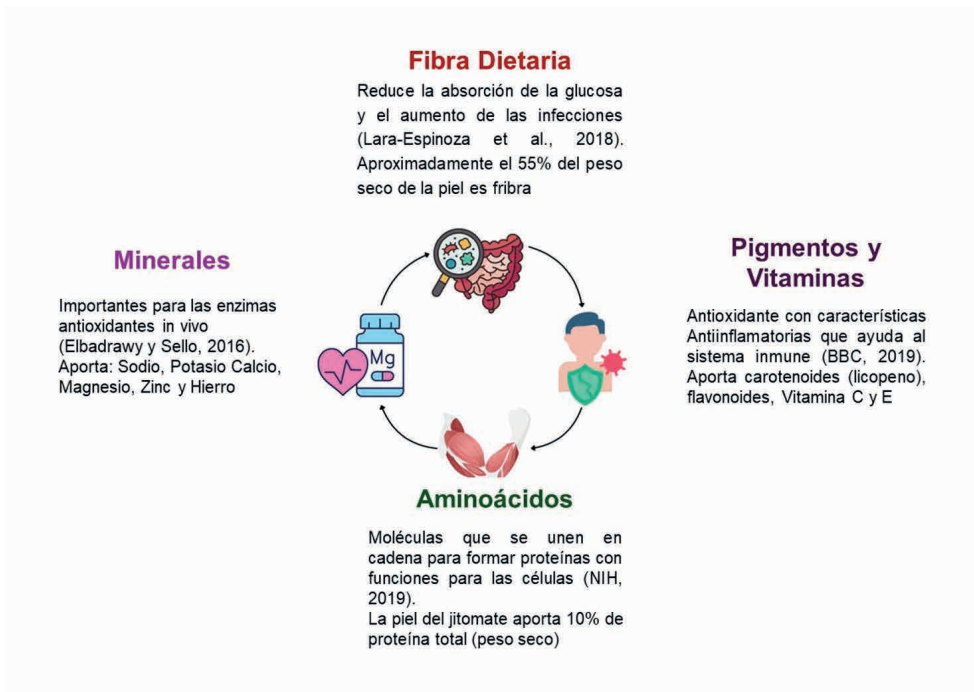 Fibra Dietaria
Reduce la absorción de la glucosa
y el aumento de las infecciones
(Lara-Espinoza et al., 2018).
Aproximadamente el 55% del peso
seco de la piel es fribra
Minerales
Importantes para las enzimas
antioxidantes in vivo
(Elbadrawy y Sello, 2016).
Aporta: Sodio, Potasio Calcio,
Magnesio, Zinc y Hierro
Mg
Pigmentos y
Vitaminas
Antioxidante con características
Antiinflamatorias que ayuda al
sistema inmune (BBC, 2019).
Aporta carotenoides (licopeno),
flavonoides, Vitamina C y E
Aminoácidos
Moléculas que se unen en
cadena para formar proteínas con
funciones para las células (NIH,
2019).
La piel del jitomate aporta 10% de
proteína total (peso seco)